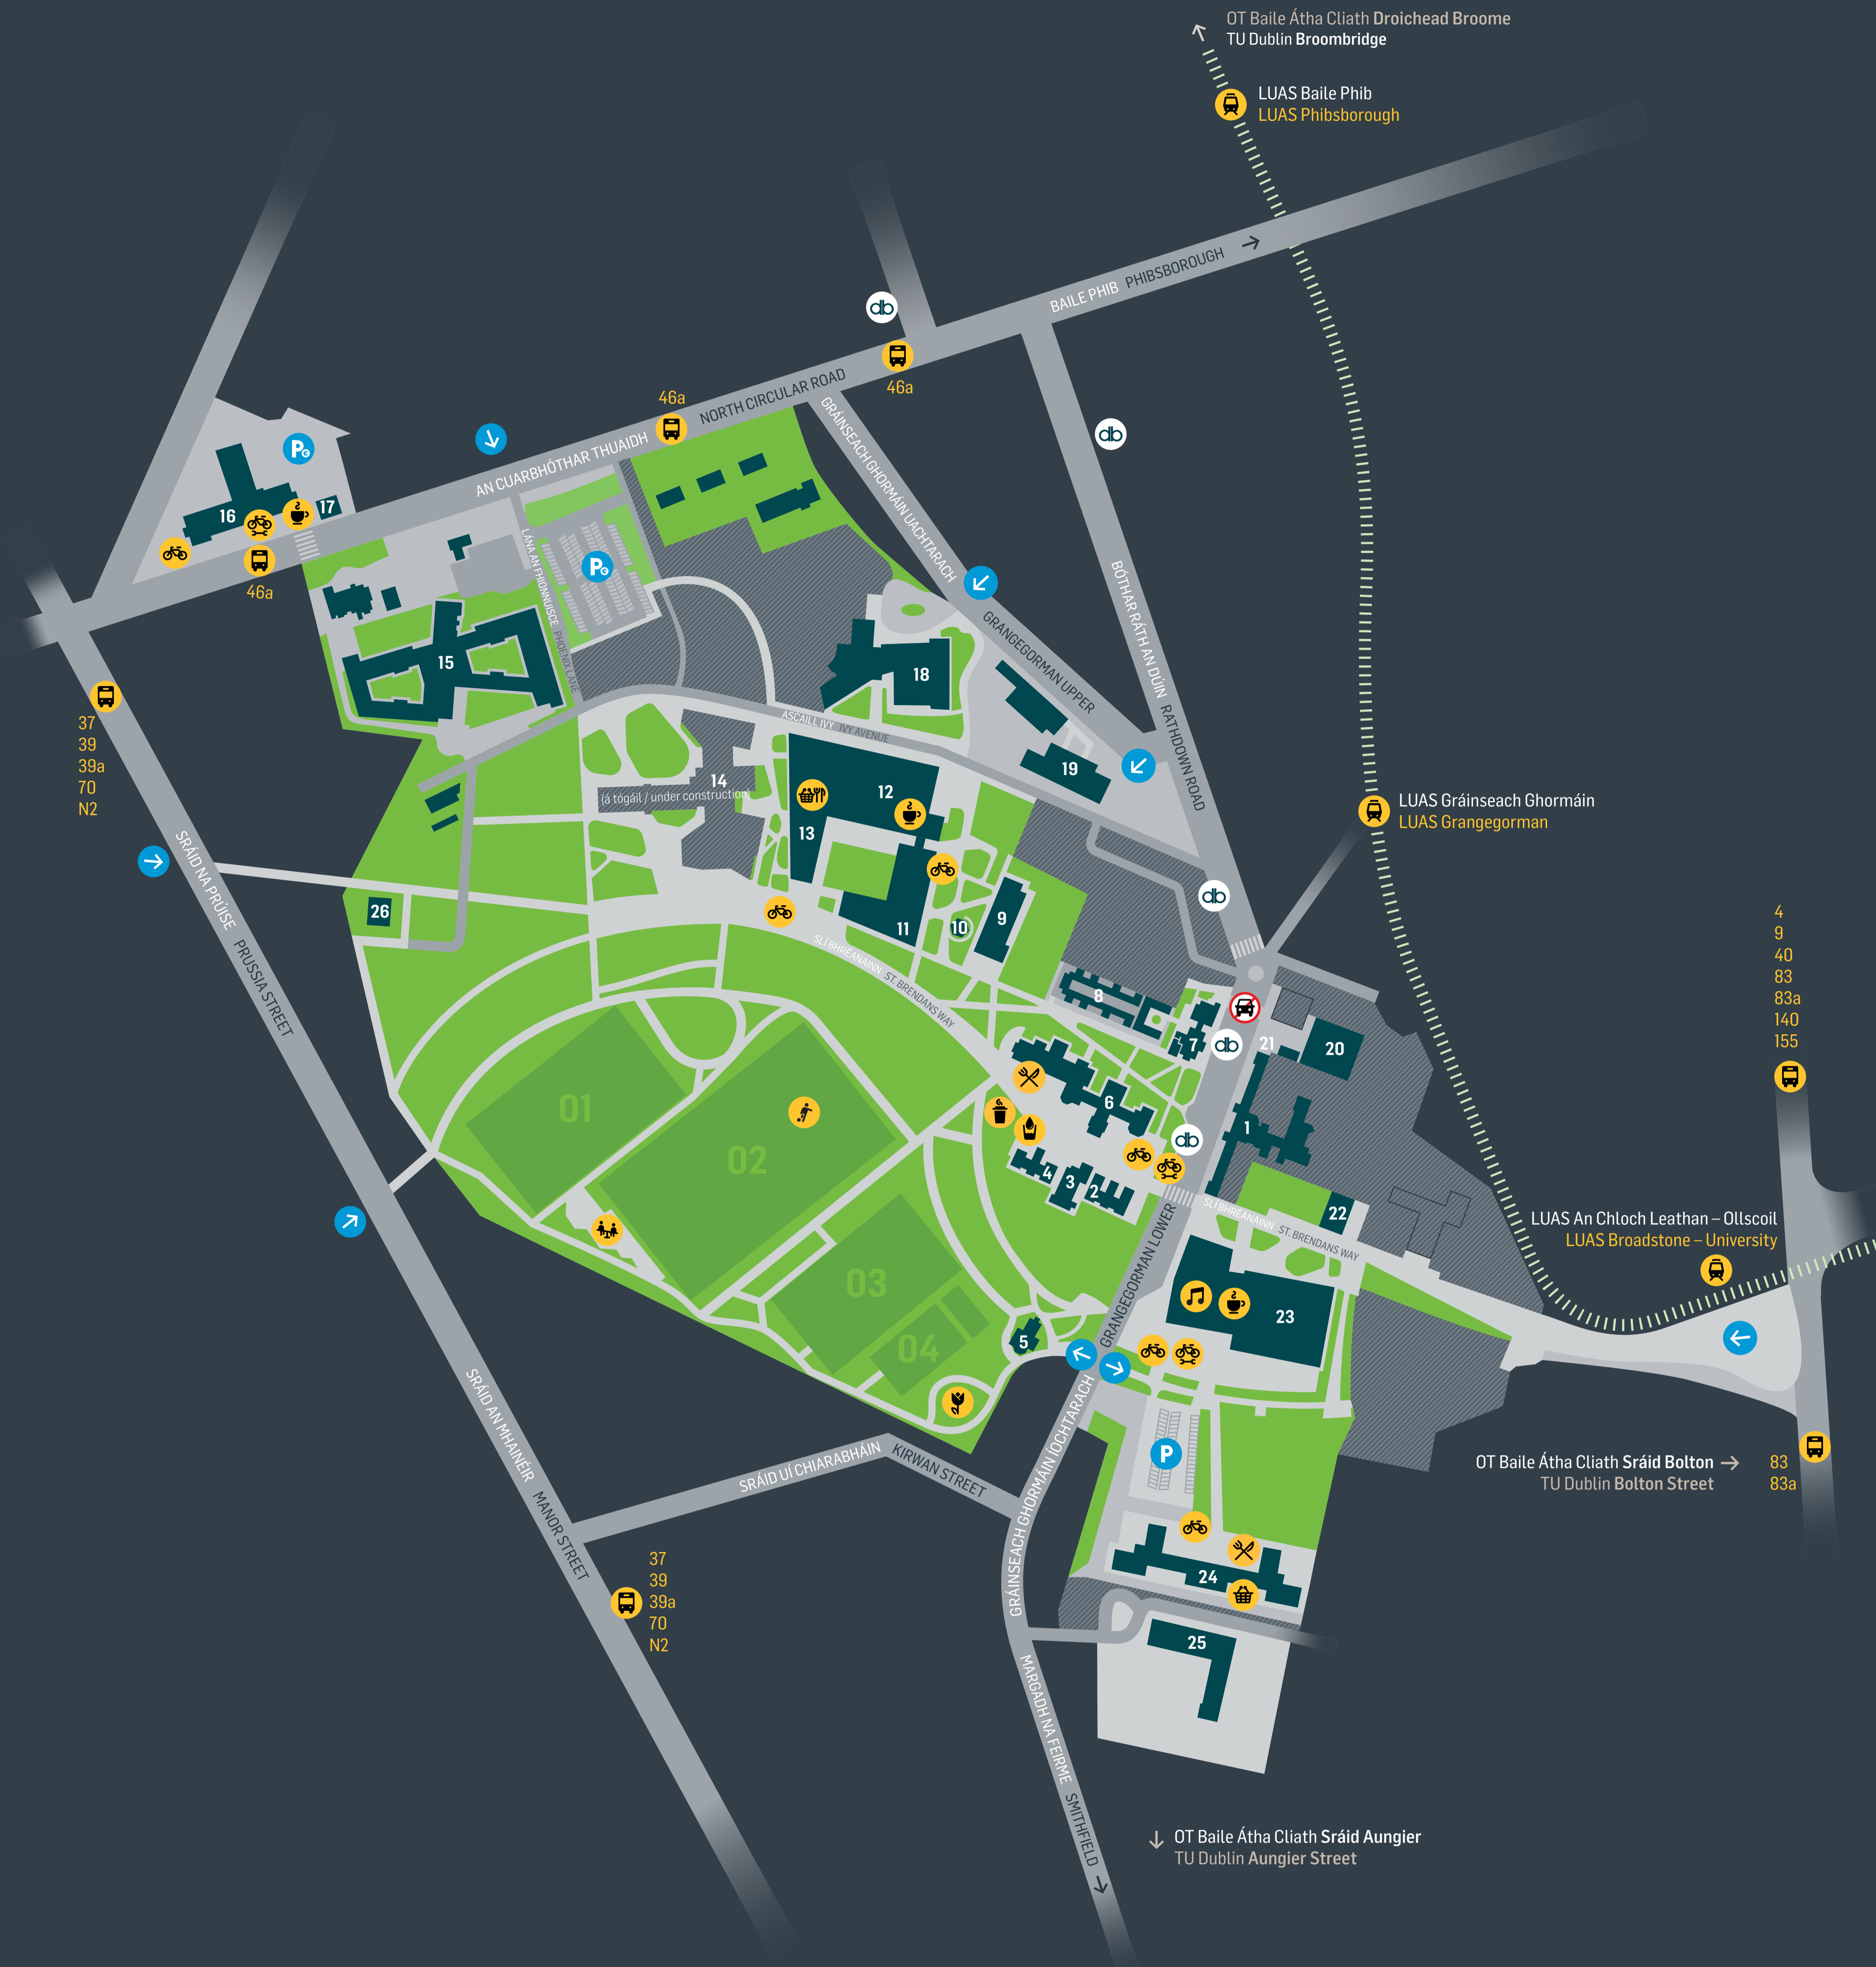 OT Baile Átha Cliath Droichead Broome
TU Dublin Broombridge
LUAS Baile Phib
LUAS Phibsborough
BAILE PHIB PHIBSBOROUGH
db
46a
46a
AN CUARBHÓTHAR THUAIDH NORTH CIRCULAR ROAD
GRÁINSEACH GHORMÁIN UACHTARACH
GRANGEGORMAN UPPER
db
BÓTHAR RÁTH AN DÚIN RATHDOWN ROAD
P€
16
17
46a
LÁNA AN FHIONNUISCE PHOENIX LANE
P€
15
18
19
37
39
39a
70
N2
ASCAILL IVY IVY AVENUE
14
(á tógáil / under construction)
12
13
LUAS Gráinseach Ghormáin
LUAS Grangegorman
SRÁID NA PRÚISE PRUSSIA STREET
db
26
11
10
9
SLÍ BHREANAINN ST. BRENDANS WAY
4
9
40
83
83a
140
155
8
7
db
21
20
01
02
6
1
db
4
3
2
22
SLÍ BHREANAINN ST. BRENDANS WAY
LUAS An Chloch Leathan – Ollscoil
LUAS Broadstone – University
03
04
5
23
GRÁINSEACH GHORMÁIN ÍOCHTARACH GRANGEGORMAN LOWER
SRÁID AN MHAINÉIR MANOR STREET
SRÁID UÍ CHIARABHÁIN KIRWAN STREET
P
OT Baile Átha Cliath Sráid Bolton
TU Dublin Bolton Street
83
83a
37
39
39a
70
N2
24
25
MARGADH NA FEIRME SMITHFIELD
OT Baile Átha Cliath Sráid Aungier
TU Dublin Aungier Street